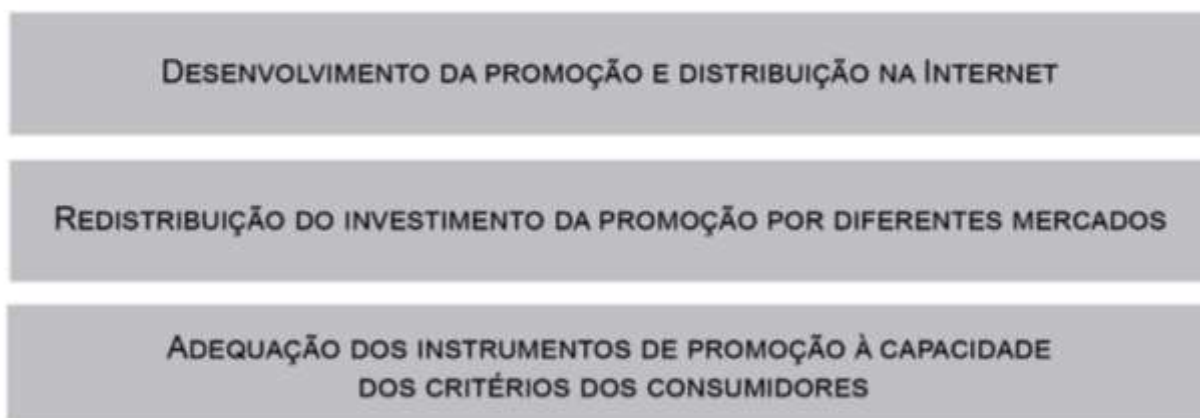 Desenvolvimento da promoção e distribuição na Internet
Redistribuição do investimento da promoção por diferentes mercados
Adequação dos instrumentos de promoção à capacidade
dos critérios dos consumidores